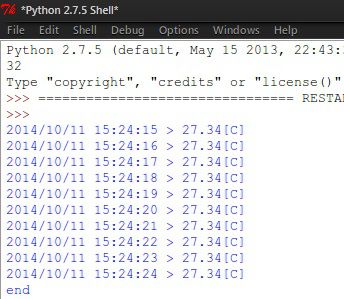 *Python 2.7.5 Shell*
File Edit Shell Debug Options Windows Help
Python 2.7.5 (default, May 15 2013, 22:43:
32
Type "copyright", "credits" or "license()"
>>> ================================ RESTA
>>>
2014/10/11 15:24:15 > 27.34[C]
2014/10/11 15:24:16 > 27.34[C]
2014/10/11 15:24:17 > 27.34[C]
2014/10/11 15:24:18 > 27.34[C]
2014/10/11 15:24:19 > 27.34[C]
2014/10/11 15:24:20 > 27.34[C]
2014/10/11 15:24:21 > 27.34[C]
2014/10/11 15:24:22 > 27.34[C]
2014/10/11 15:24:23 > 27.34[C]
2014/10/11 15:24:24 > 27.34[C]
end